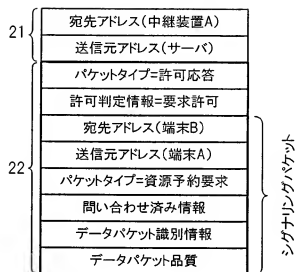 21
宛先アドレス(中継装置A)
送信元アドレス(サーバ)
22
パケットタイプ=許可応答
許可判定情報=要求許可
宛先アドレス(端末B)
送信元アドレス(端末A)
パケットタイプ=資源予約要求
問い合わせ済み情報
データパケット識別情報
データパケット品質
シグナリングパケット